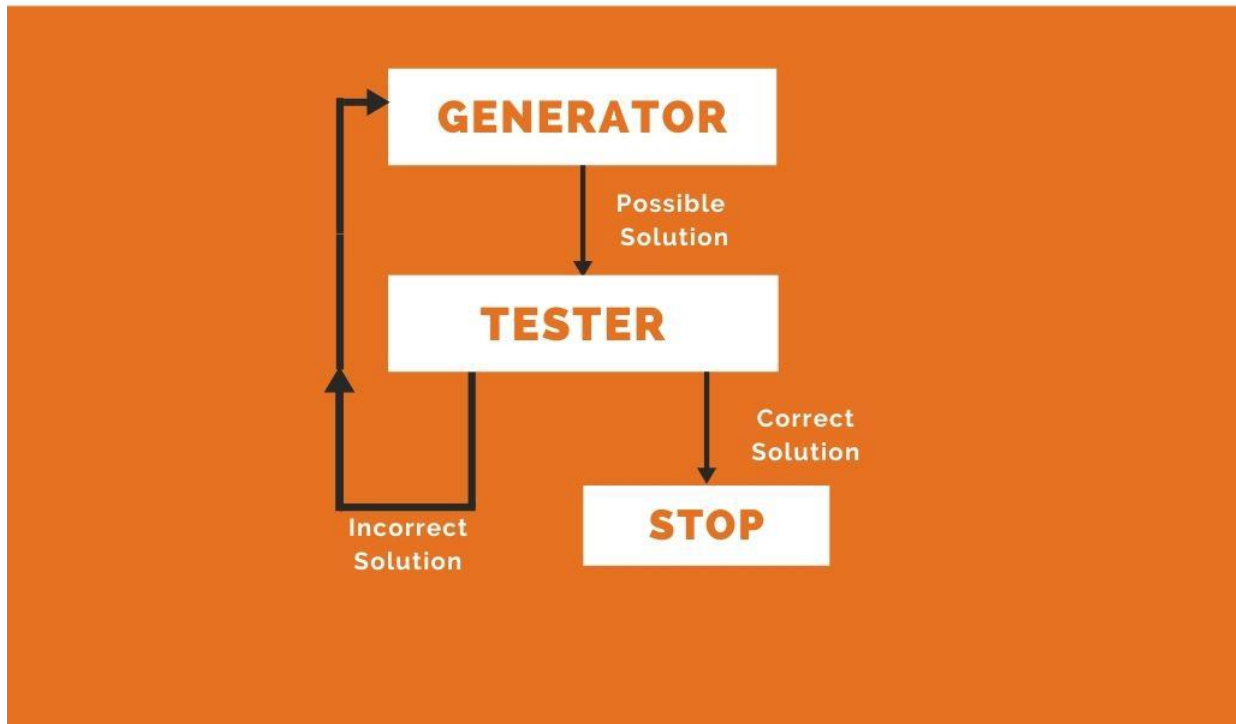 GENERATOR
Possible
Solution
TESTER
Correct
Solution
STOP
Incorrect
Solution